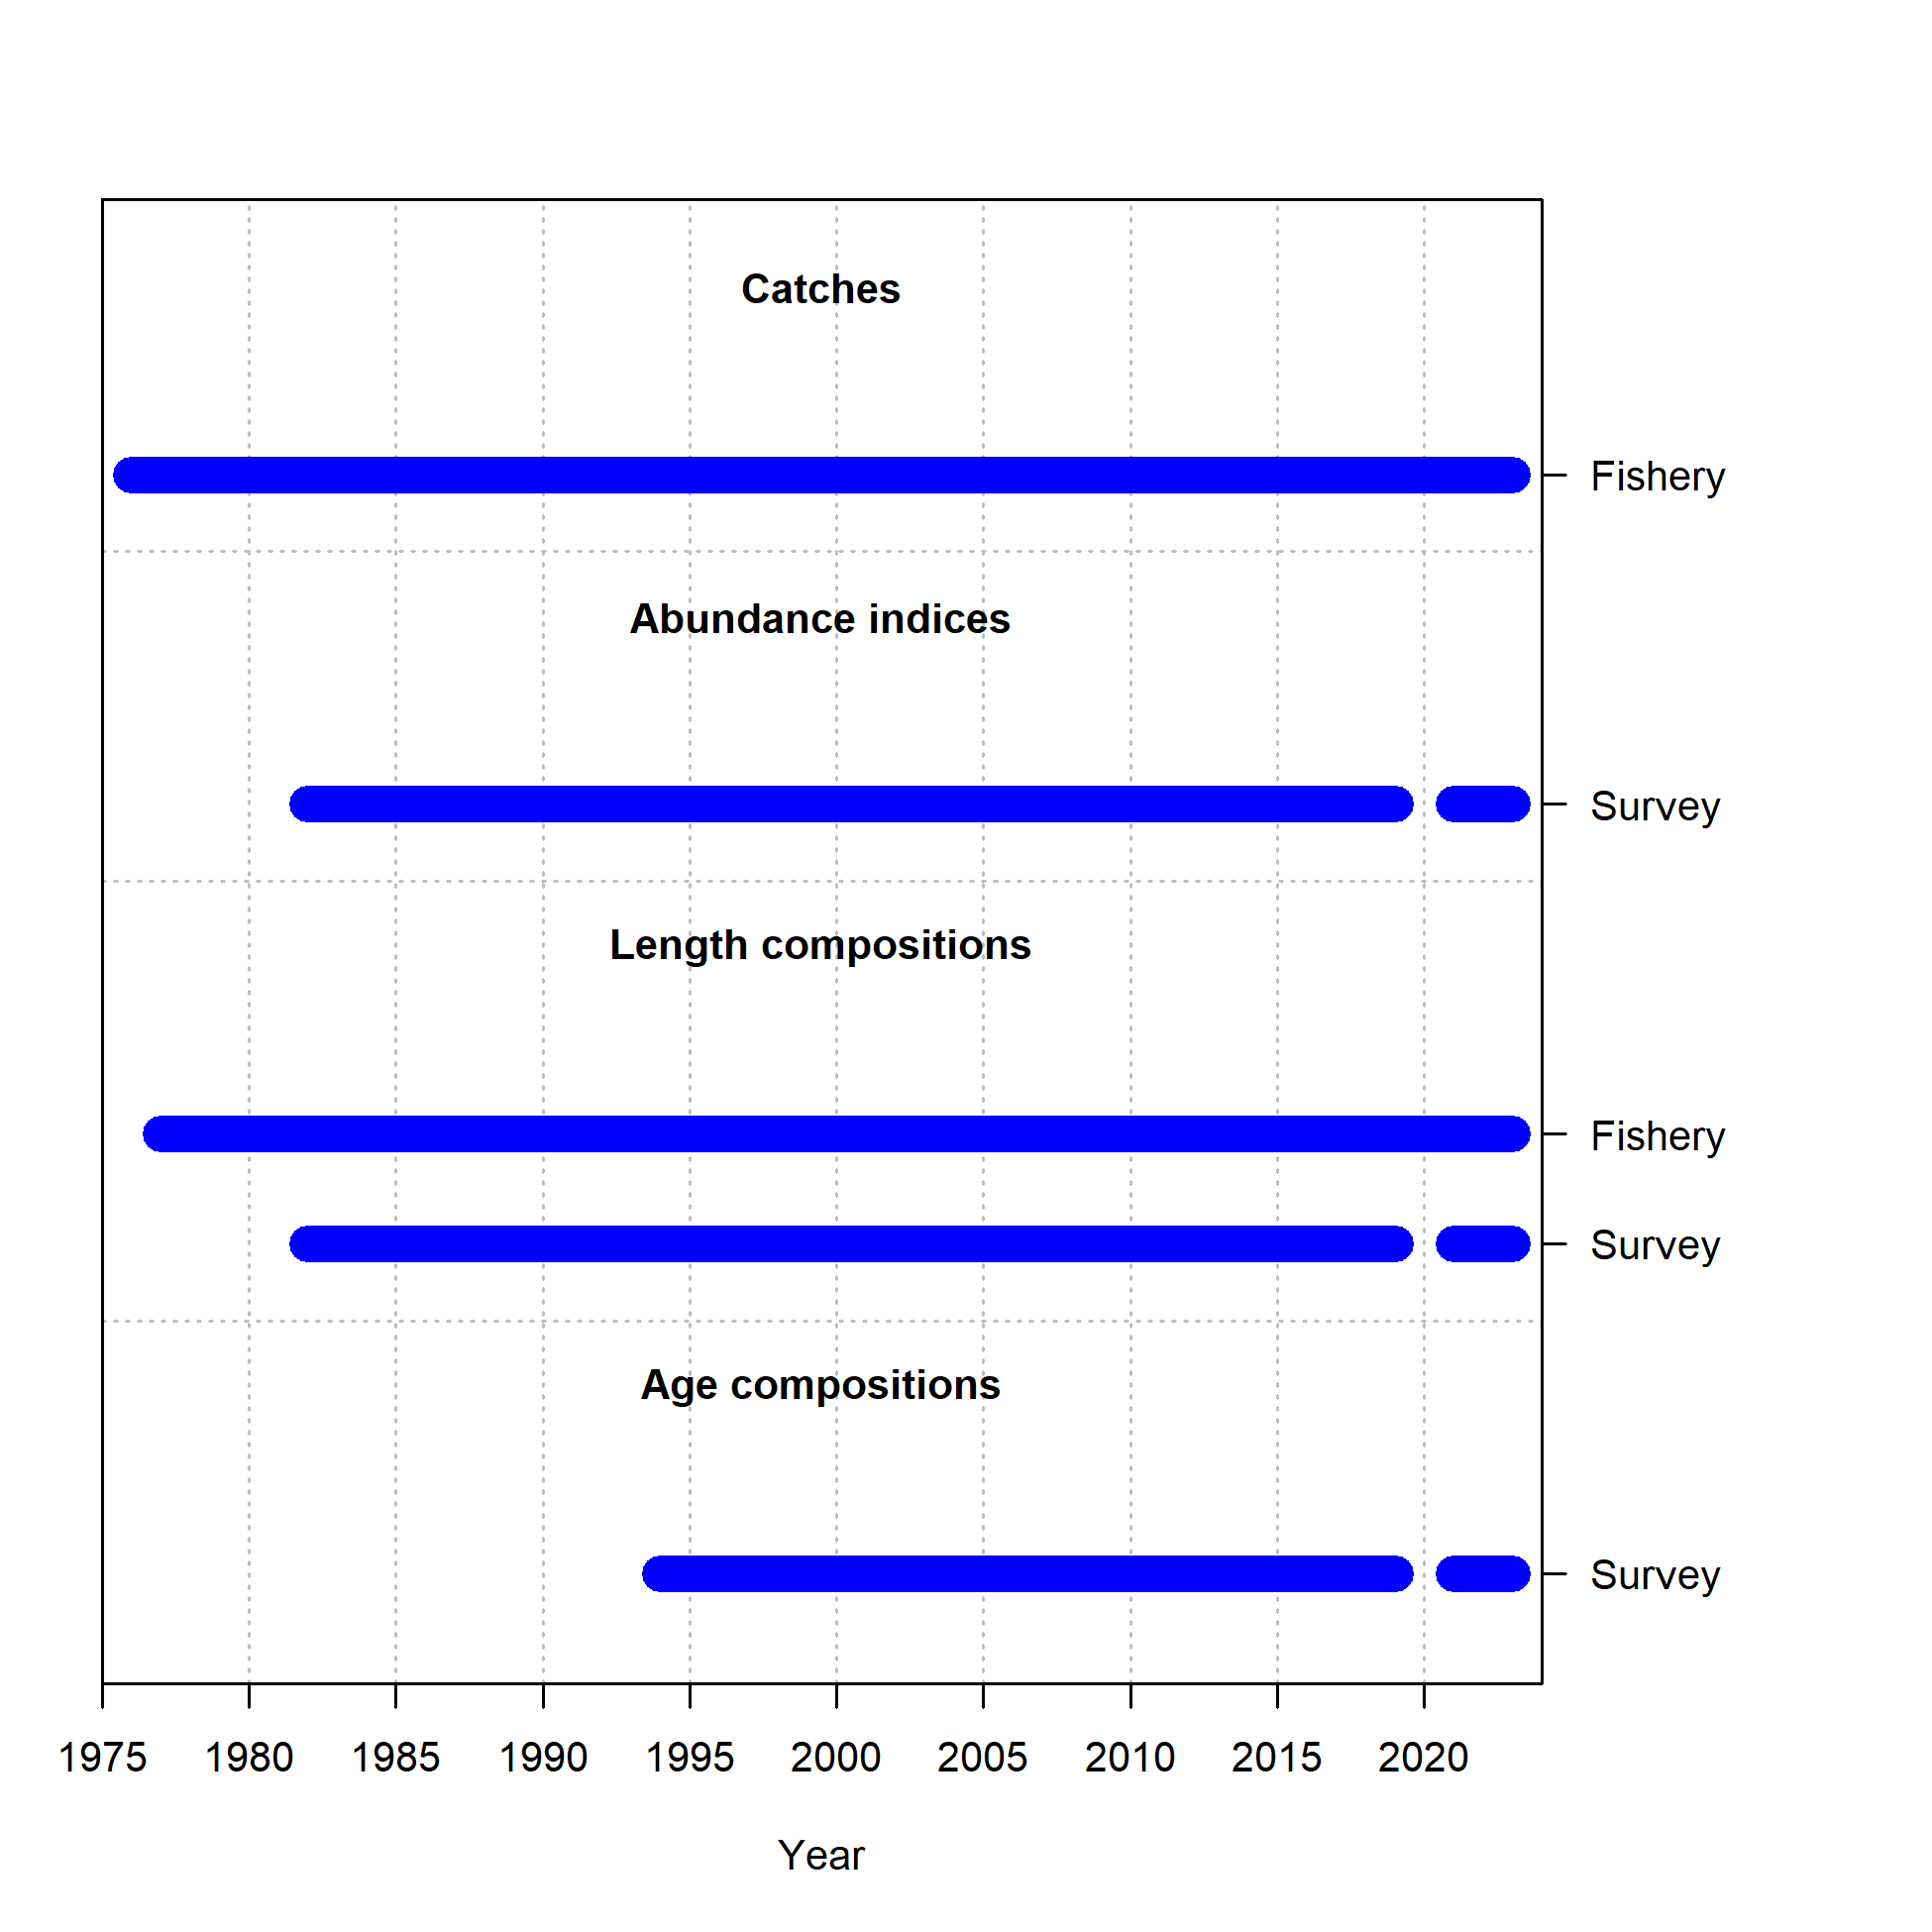 Catches
Fishery
Abundance indices
Survey
Length compositions
Fishery
Survey
Age compositions
Survey
1975 1980 1985 1990 1995 2000 2005 2010 2015 2020
Year